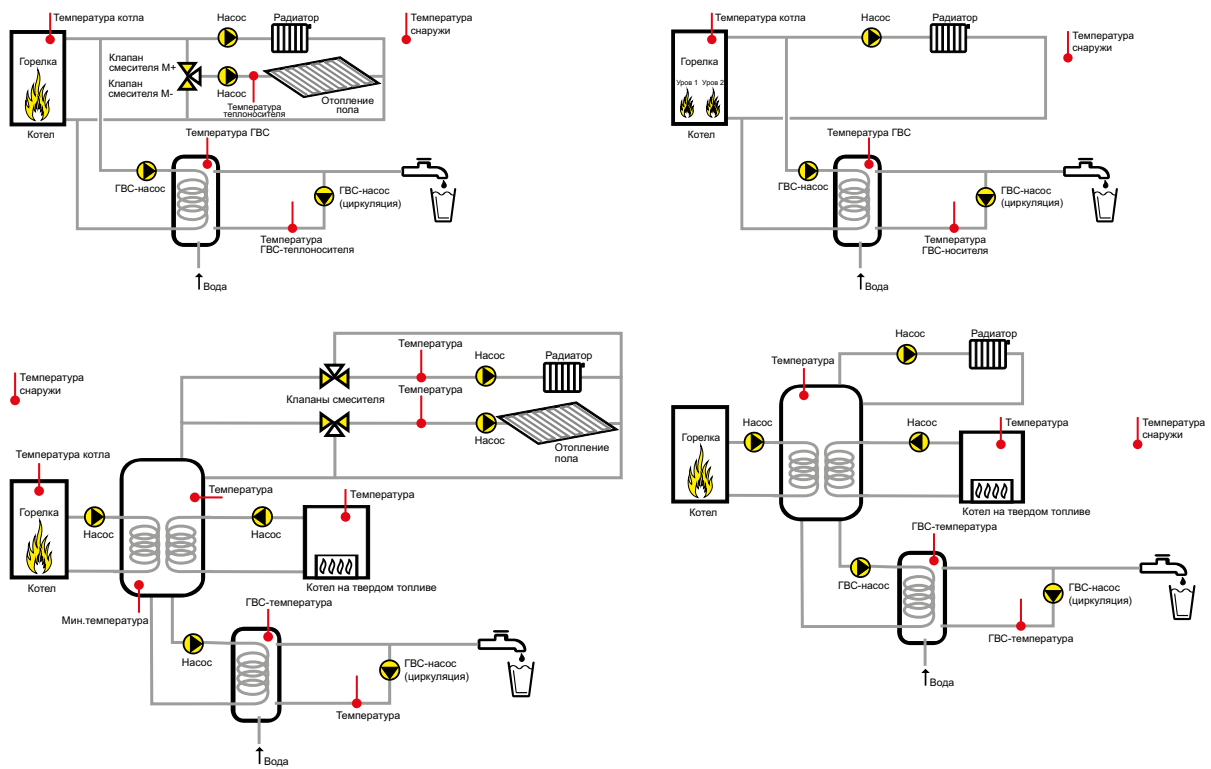 Температура котла
Насос
Радиатор
Температура
снаружи
Горелка
Клапан
смесителя М+
Клапан
смесителя М-
Насос
Температура
теплоносителя
Отопление
пола
Котел
Температура ГВС
ГВС-насос
ГВС-насос
(циркуляция)
Температура
ГВС-теплоносителя
Вода
Температура котла
Насос
Радиатор
Температура
снаружи
Горелка
Уров 1
Уров 2
Котел
Температура ГВС
ГВС-насос
ГВС-насос
(циркуляция)
Температура
ГВС-носителя
Вода
Температура
снаружи
Температура
Насос
Радиатор
Клапаны смесителя
Температура
Насос
Отопление
пола
Температура котла
Горелка
Котел
Насос
Температура
Насос
Температура
Котел на твердом топливе
Мин.температура
ГВС-температура
Насос
ГВС-насос
(циркуляция)
Температура
Вода
Насос
Радиатор
Температура
Горелка
Котел
Насос
Насос
Температура
Температура
снаружи
Котел на твердом топливе
ГВС-температура
ГВС-насос
ГВС-насос
(циркуляция)
ГВС-температура
Вода